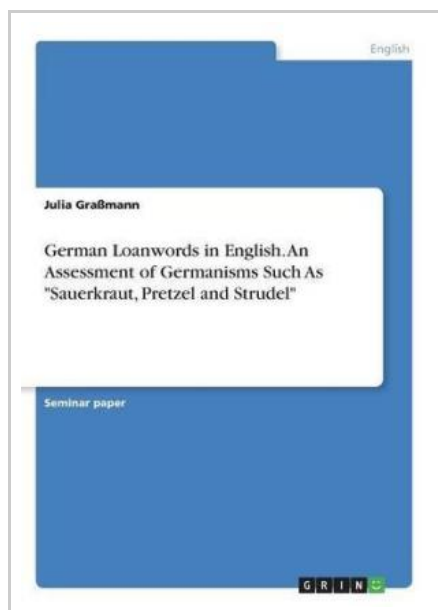 English
Julia Graßmann
German Loanwords in English. An
Assessment of Germanisms Such As
"Sauerkraut, Pretzel and Strudel"
Seminar paper
GRIN